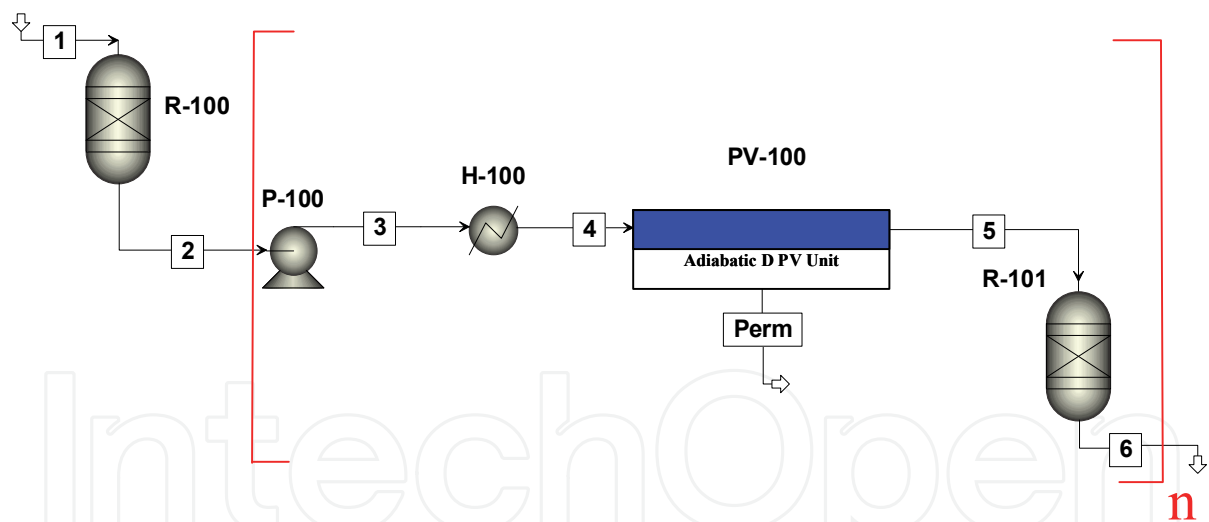 1
R-100
2
P-100
3
H-100
4
PV-100
Adiabatic D PV Unit
Perm
5
R-101
6
n
IntechOpen